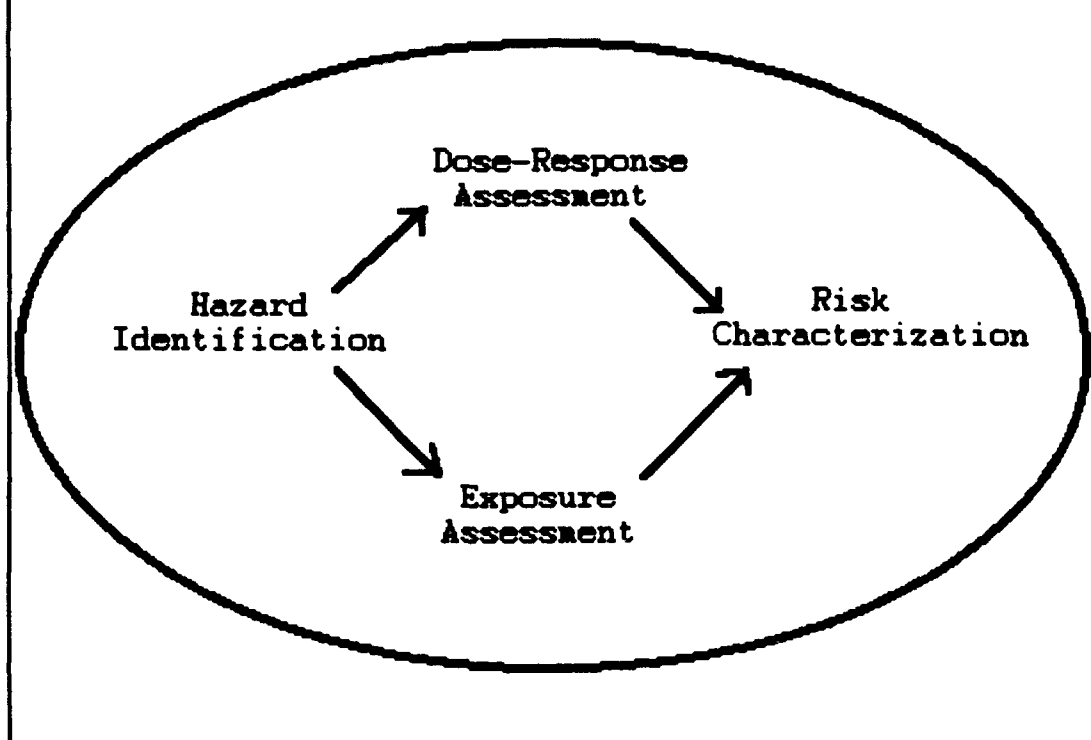 Dose-Response
Assessment
Hazard
Identification
Risk
Characterization
Exposure
Assessment